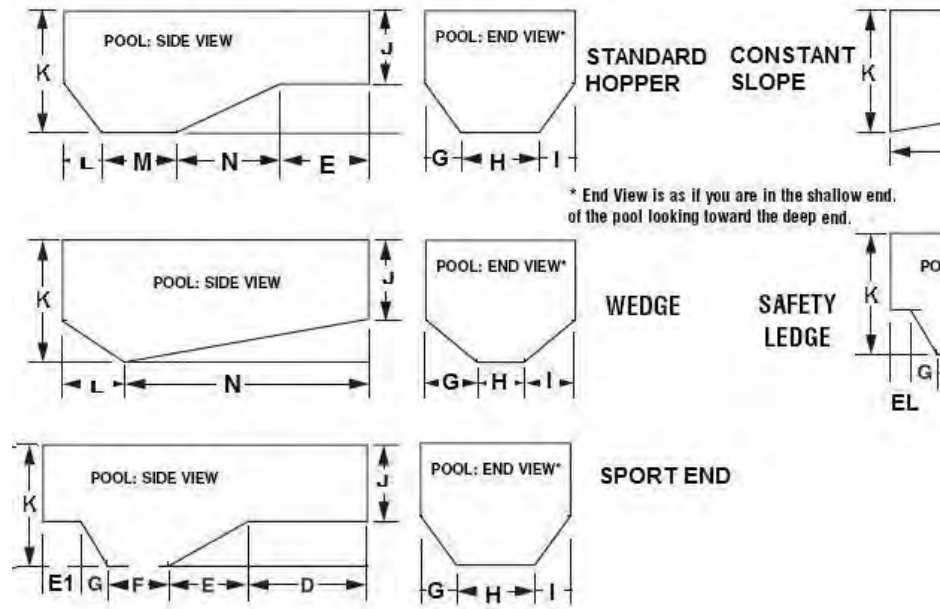 POOL: SIDE VIEW
K
J
L M N E
POOL: END VIEW*
G H I
STANDARD
HOPPER
CONSTANT
SLOPE
K
* End View is as if you are in the shallow end.
of the pool looking toward the deep end.
POOL: SIDE VIEW
K
J
L N
POOL: END VIEW*
G H I
WEDGE
SAFETY
LEDGE
PO
K
G
EL
POOL: SIDE VIEW
K
J
E1 G F E D
POOL: END VIEW*
G H I
SPORT END